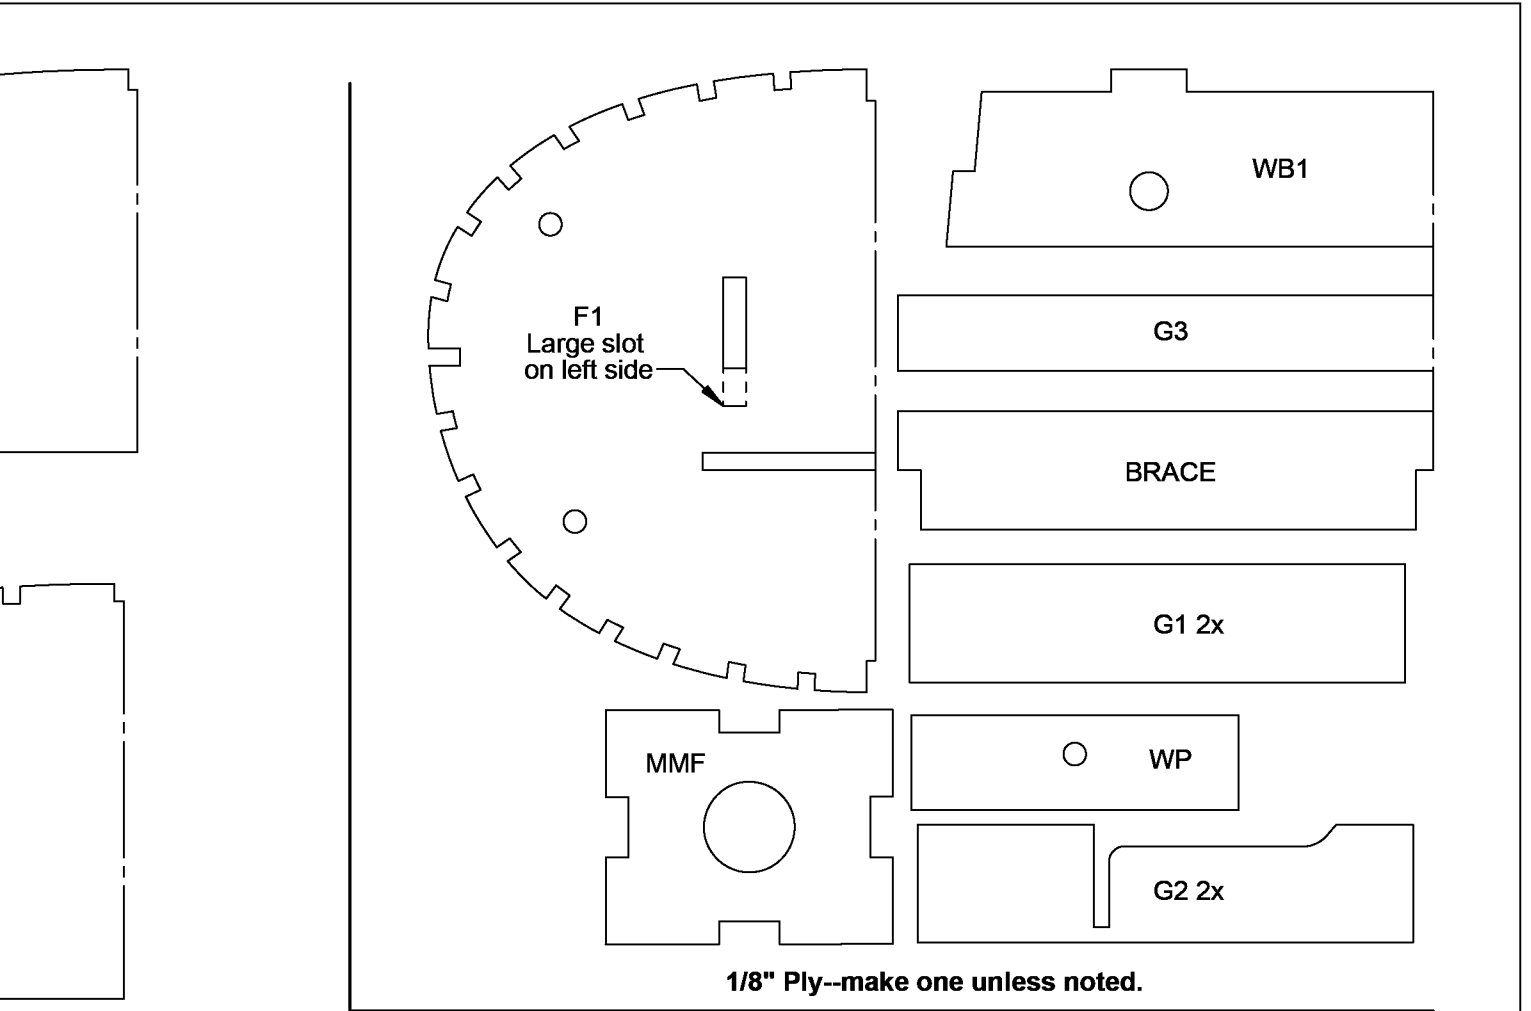 WB1
F1
Large slot
on left side
G3
BRACE
G1 2x
MMF
WP
G2 2x
1/8" Ply--make one unless noted.